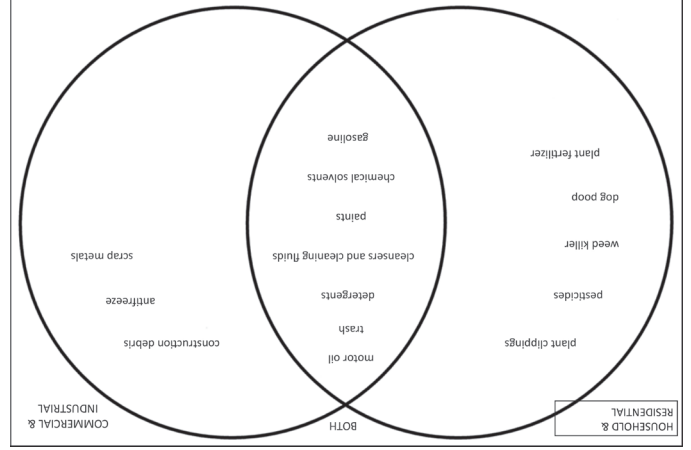 HOUSEHOLD &
RESIDENTIAL
BOTH
COMMERCIAL &
INDUSTRIAL
plant clippings
pesticides
weed killer
dog poop
plant fertilizer
motor oil
trash
detergents
cleansers and cleaning fluids
paints
chemical solvents
gasoline
construction debris
antifreeze
scrap metals